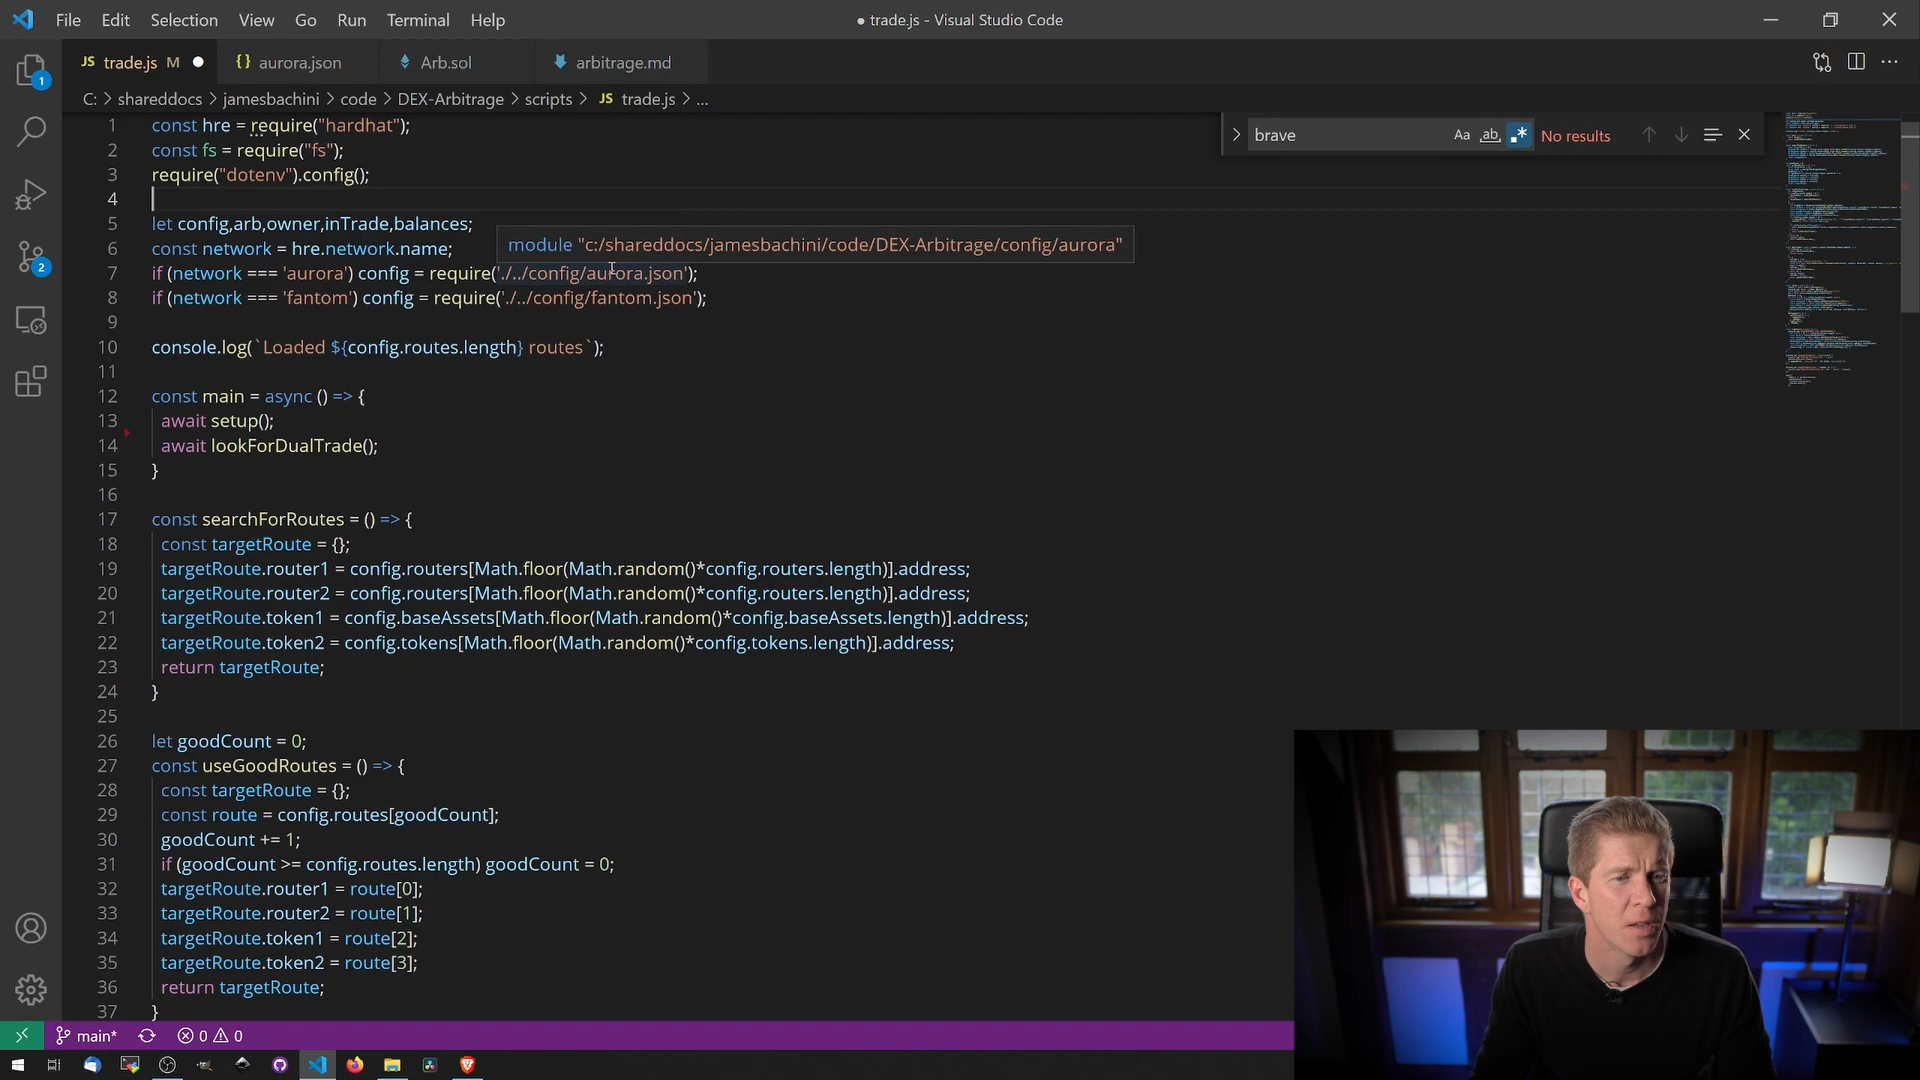 File Edit Selection View Go Run Terminal Help
● trade.js - Visual Studio Code
JS trade.js M ●
{} aurora.json
Arb.sol
arbitrage.md
C: > shareddocs > jamesbachini > code > DEX-Arbitrage > scripts > JS trade.js > ...
brave
Aa ab .* No results
1 const hre = require("hardhat");
2 const fs = require("fs");
3 require("dotenv").config();
4
5 let config,arb,owner,inTrade,balances;
module "c:/shareddocs/jamesbachini/code/DEX-Arbitrage/config/aurora"
6 const network = hre.network.name;
7 if (network === 'aurora') config = require('./../config/aurora.json');
8 if (network === 'fantom') config = require('./../config/fantom.json');
9
10 console.log(`Loaded ${config.routes.length} routes`);
11
12 const main = async () => {
13 await setup();
14 await lookForDualTrade();
15 }
16
17 const searchForRoutes = () => {
18 const targetRoute = {};
19 targetRoute.router1 = config.routers[Math.floor(Math.random()*config.routers.length)].address;
20 targetRoute.router2 = config.routers[Math.floor(Math.random()*config.routers.length)].address;
21 targetRoute.token1 = config.baseAssets[Math.floor(Math.random()*config.baseAssets.length)].address;
22 targetRoute.token2 = config.tokens[Math.floor(Math.random()*config.tokens.length)].address;
23 return targetRoute;
24 }
25
26 let goodCount = 0;
27 const useGoodRoutes = () => {
28 const targetRoute = {};
29 const route = config.routes[goodCount];
30 goodCount += 1;
31 if (goodCount >= config.routes.length) goodCount = 0;
32 targetRoute.router1 = route[0];
33 targetRoute.router2 = route[1];
34 targetRoute.token1 = route[2];
35 targetRoute.token2 = route[3];
36 return targetRoute;
37 }
1
2
main* 0 0